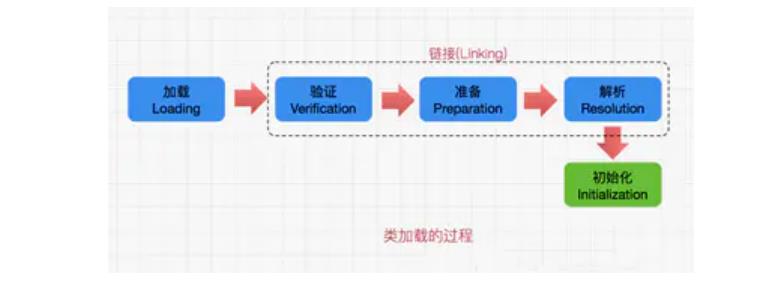 链接(Linking)
加载
Loading
验证
Verification
准备
Preparation
解析
Resolution
初始化
Initialization
类加载的过程